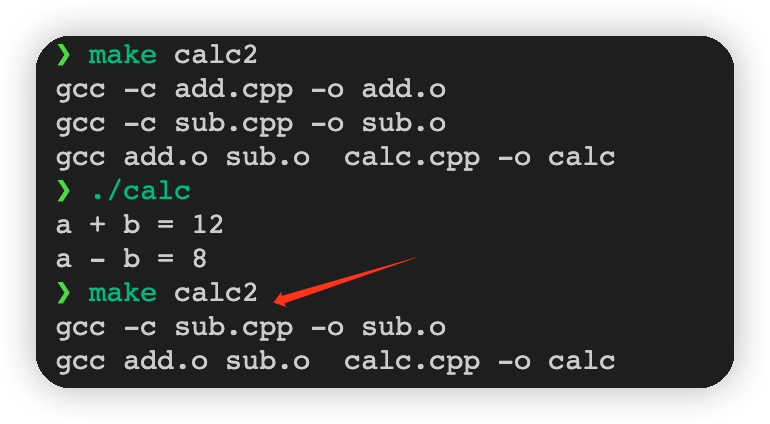 ❯ make calc2
gcc -c add.cpp -o add.o
gcc -c sub.cpp -o sub.o
gcc add.o sub.o  calc.cpp -o calc
❯ ./calc
a + b = 12
a - b = 8
❯ make calc2
gcc -c sub.cpp -o sub.o
gcc add.o sub.o  calc.cpp -o calc